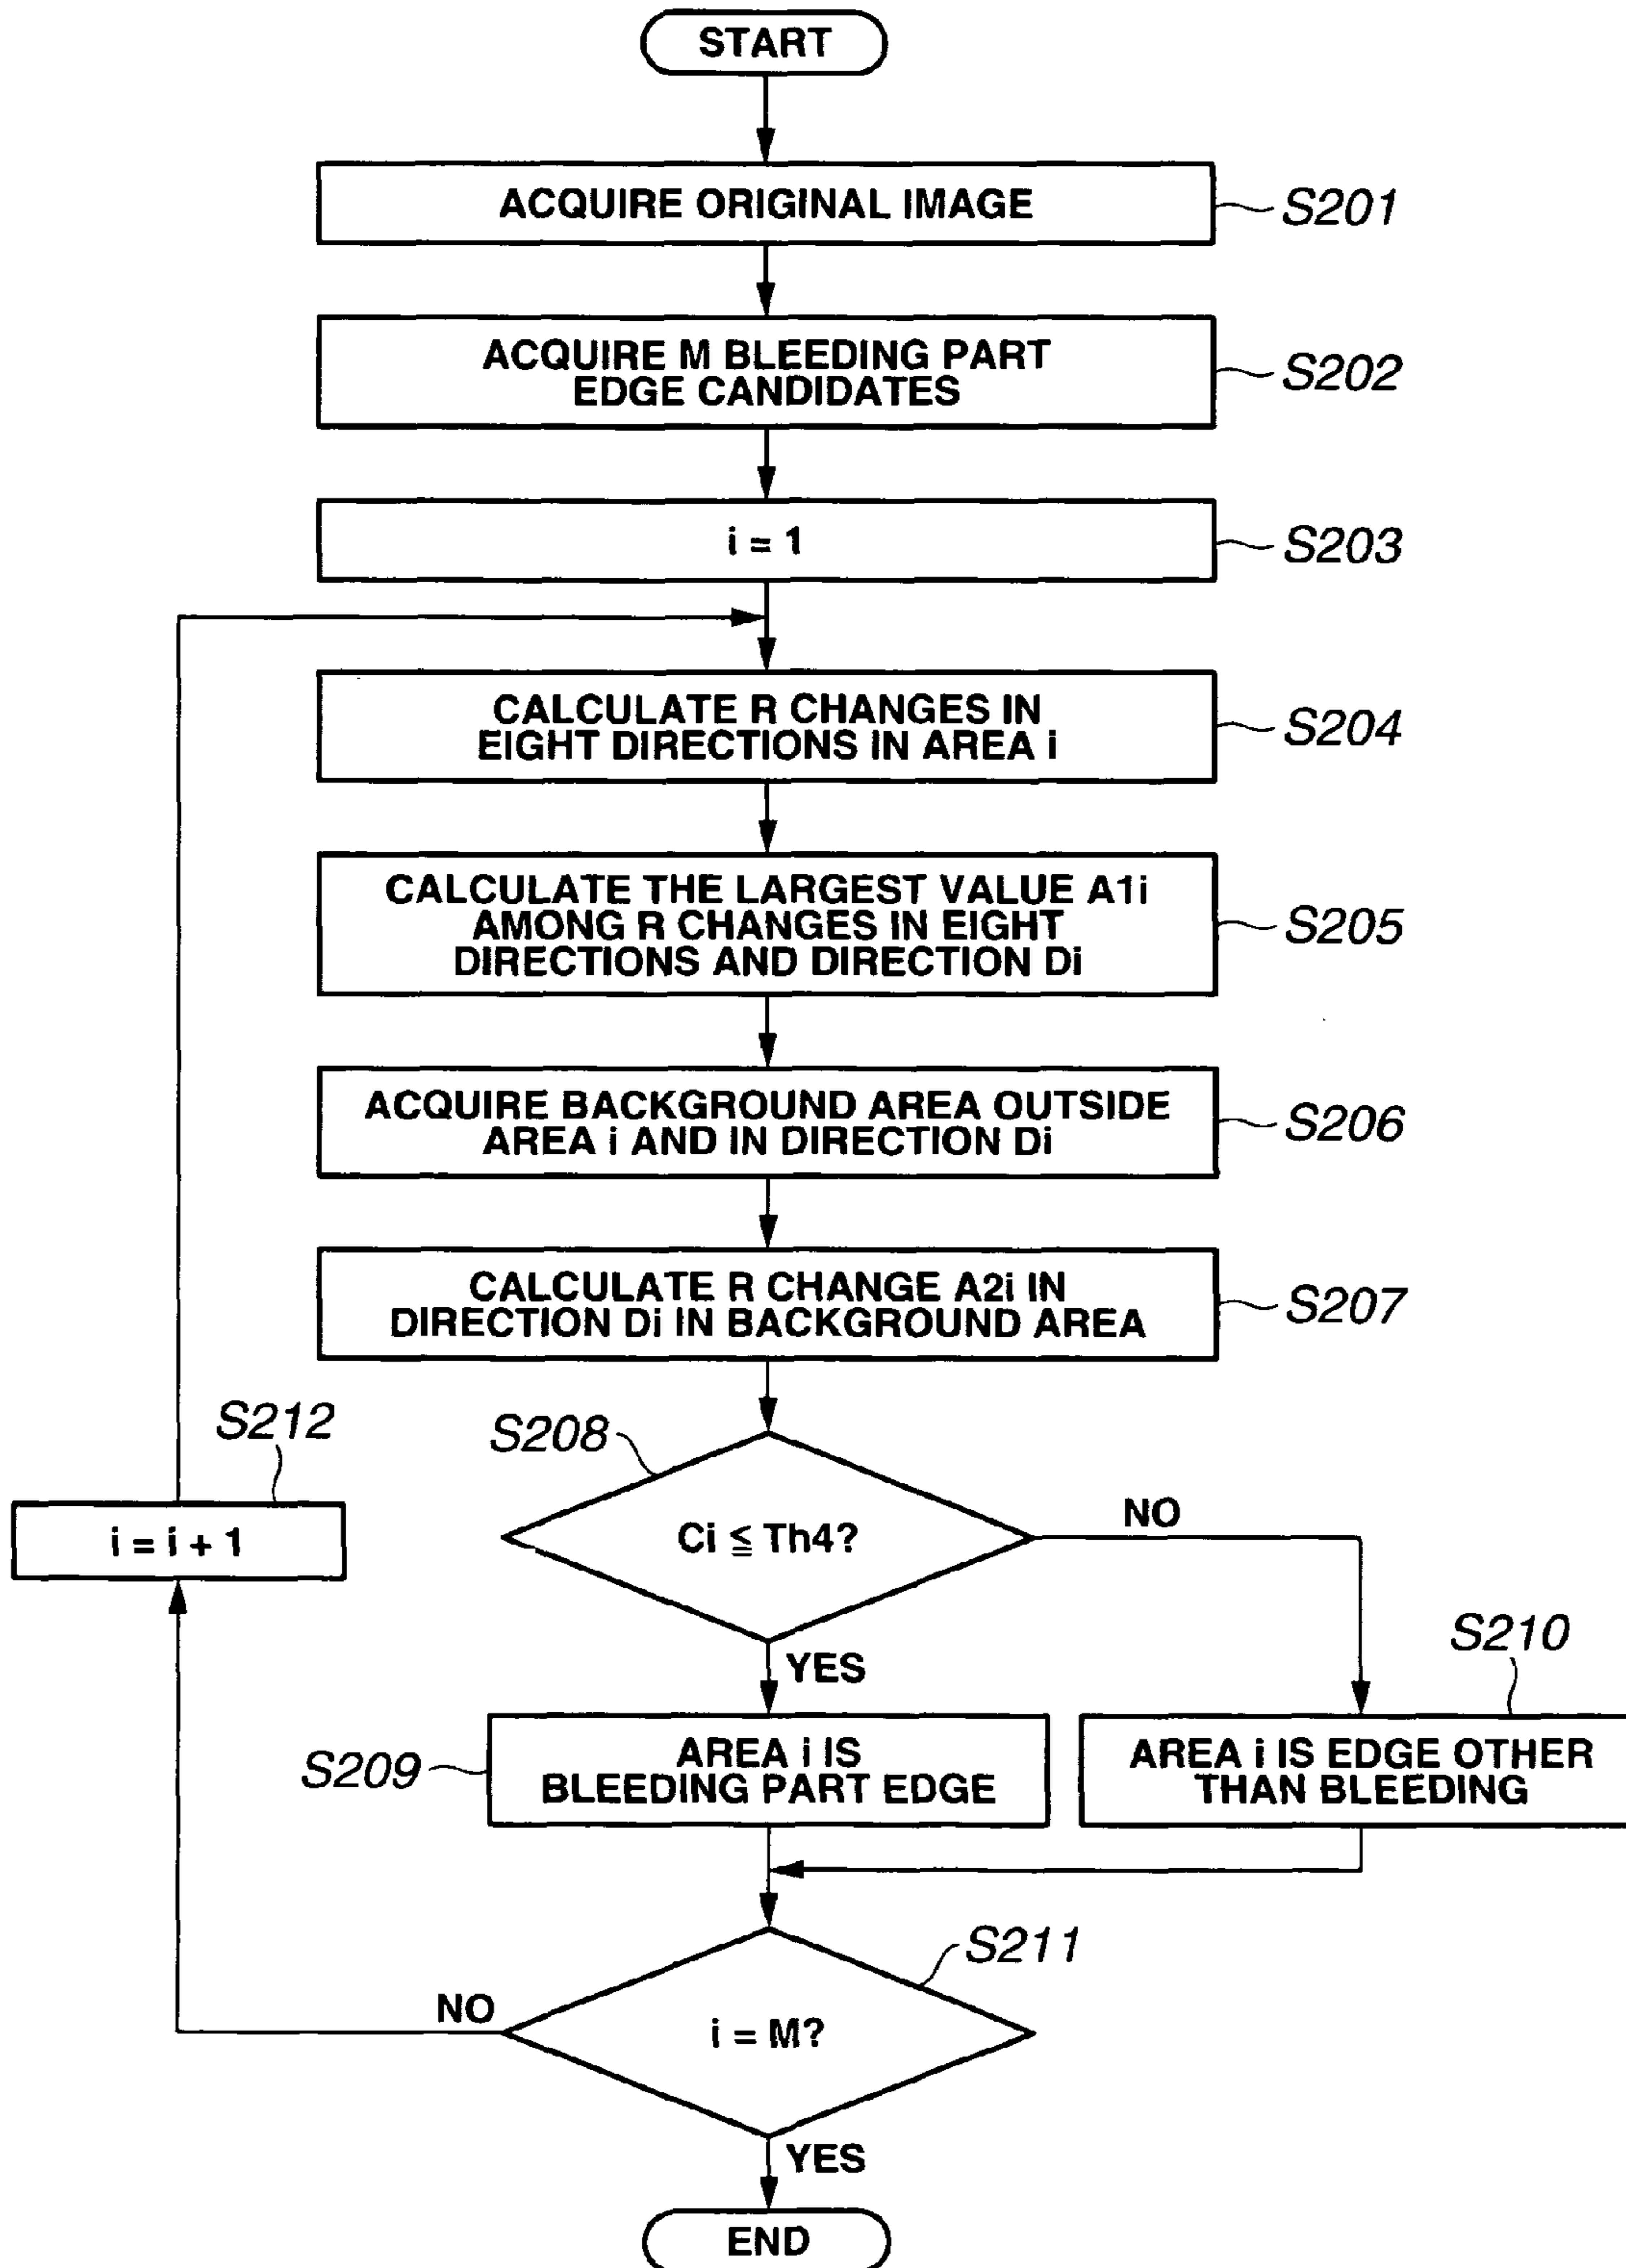 START
ACQUIRE ORIGINAL IMAGE
S201
ACQUIRE M BLEEDING PART
EDGE CANDIDATES
S202
i = 1
S203
CALCULATE R CHANGES IN
EIGHT DIRECTIONS IN AREA i
S204
CALCULATE THE LARGEST VALUE A1i
AMONG R CHANGES IN EIGHT
DIRECTIONS AND DIRECTION Di
S205
ACQUIRE BACKGROUND AREA OUTSIDE
AREA i AND IN DIRECTION Di
S206
CALCULATE R CHANGE A2i IN
DIRECTION Di IN BACKGROUND AREA
S207
S212
i = i + 1
S208
Ci ≦ Th4?
NO
YES
S210
S209
AREA i IS
BLEEDING PART EDGE
AREA i IS EDGE OTHER
THAN BLEEDING
S211
i = M?
NO
YES
END